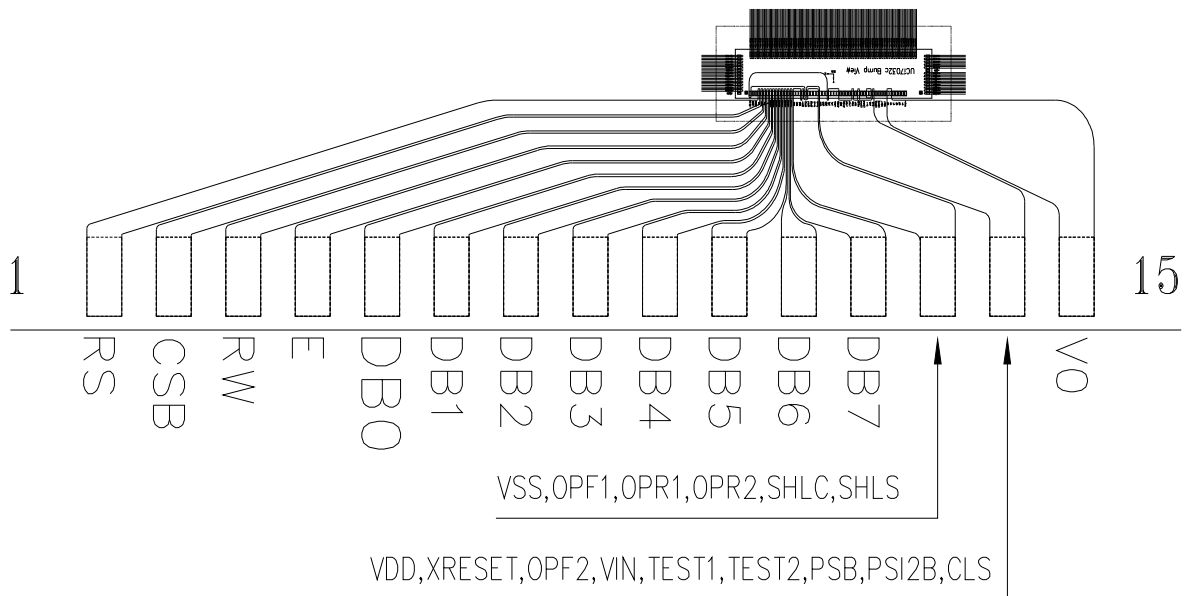 UCi7032c Bump View
1
15
RS
CSB
RW
E
DB0
DB1
DB2
DB3
DB4
DB5
DB6
DB7
V0
VSS,OPF1,OPR1,OPR2,SHLC,SHLS
VDD,XRESET,OPF2,VIN,TEST1,TEST2,PSB,PSI2B,CLS